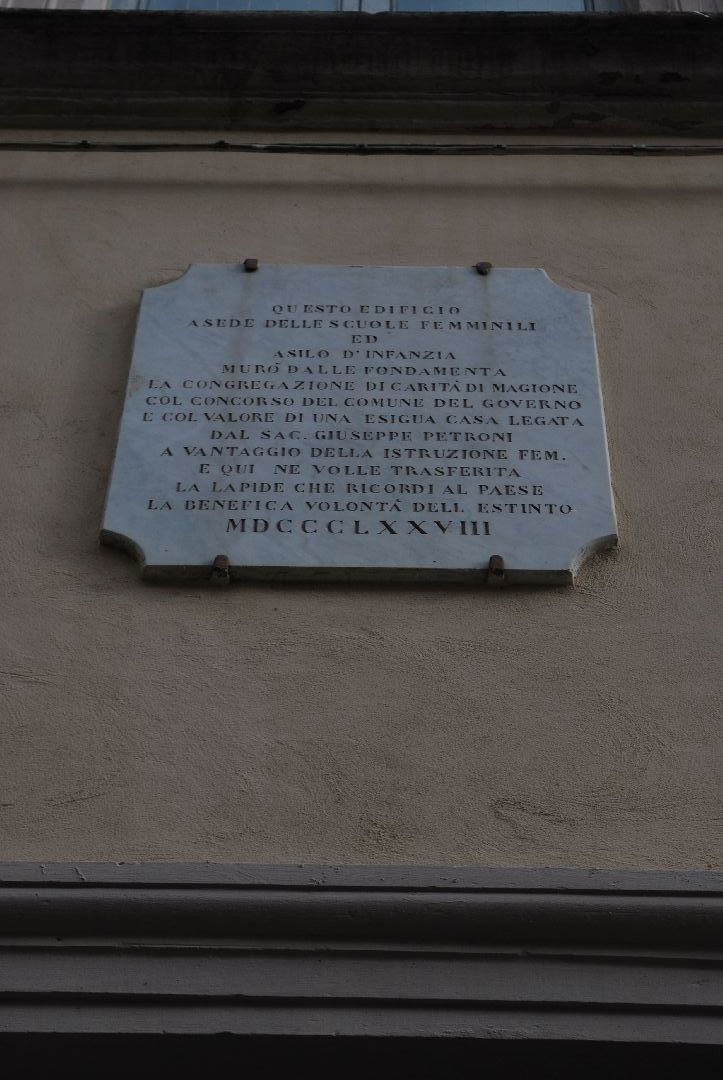 QUESTO EDIFICIO
A SEDE DELLE SCUOLE FEMMINILI
ED
ASILO D'INFANZIA
MURÒ DALLE FONDAMENTA
LA CONGREGAZIONE DI CARITÀ DI MAGIONE
COL CONCORSO DEL COMUNE DEL GOVERNO
E COL VALORE DI UNA ESIGUA CASA LEGATA
DAL SAC. GIUSEPPE PETRONI
A VANTAGGIO DELLA ISTRUZIONE FEM.
E QUI NE VOLLE TRASFERITA
LA LAPIDE CHE RICORDI AL PAESE
LA BENEFICA VOLONTÀ DELL ESTINTO
MDCCCCLXXVIII